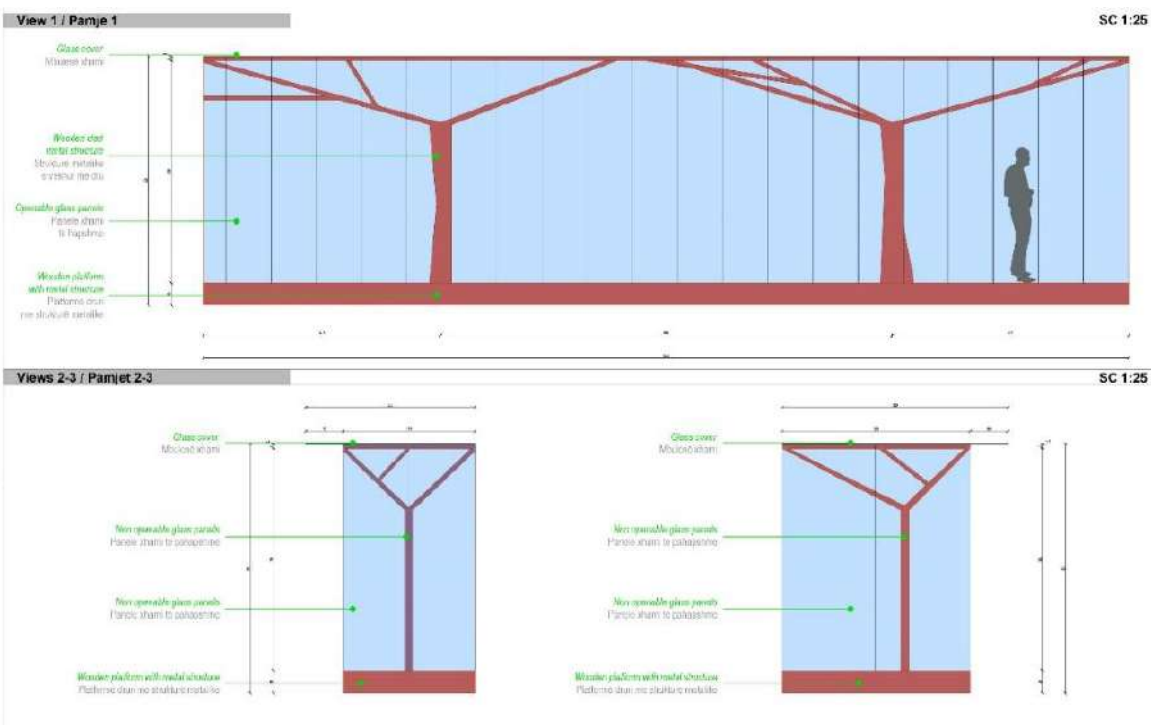 View 1 / Pamje 1
SC 1:25
Glass cover
Mbulesë xhami
Wooden clad
metal structure
Strukturë metalike
e veshur me dru
Operable glass panels
Panele xhami
të hapshme
Wooden platform
with metal structure
Platformë druri
me strukturë metalike
Views 2-3 / Pamjet 2-3
SC 1:25
Glass cover
Mbulesë xhami
Non operable glass panels
Panele xhami të pahapshme
Non operable glass panels
Panele xhami të pahapshme
Wooden platform with metal structure
Platformë druri me strukturë metalike
Glass cover
Mbulesë xhami
Non operable glass panels
Panele xhami të pahapshme
Non operable glass panels
Panele xhami të pahapshme
Wooden platform with metal structure
Platformë druri me strukturë metalike